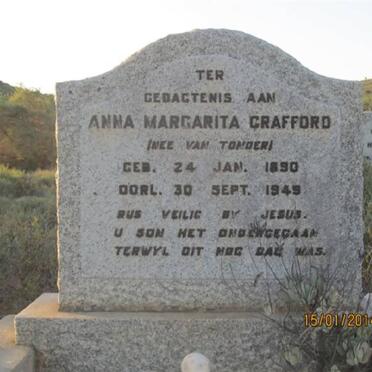 TER
GEDAGTENIS AAN
ANNA MARGARITA GRAFFORD
(NEE VAN TONDER)
GEB. 24 JAN. 1890
OORL. 30 SEPT. 1949
RUS VEILIG BY JESUS.
U SON HET ONDERGEGAAN
TERWYL DIT NOG DAG WAS.
15/01/2014